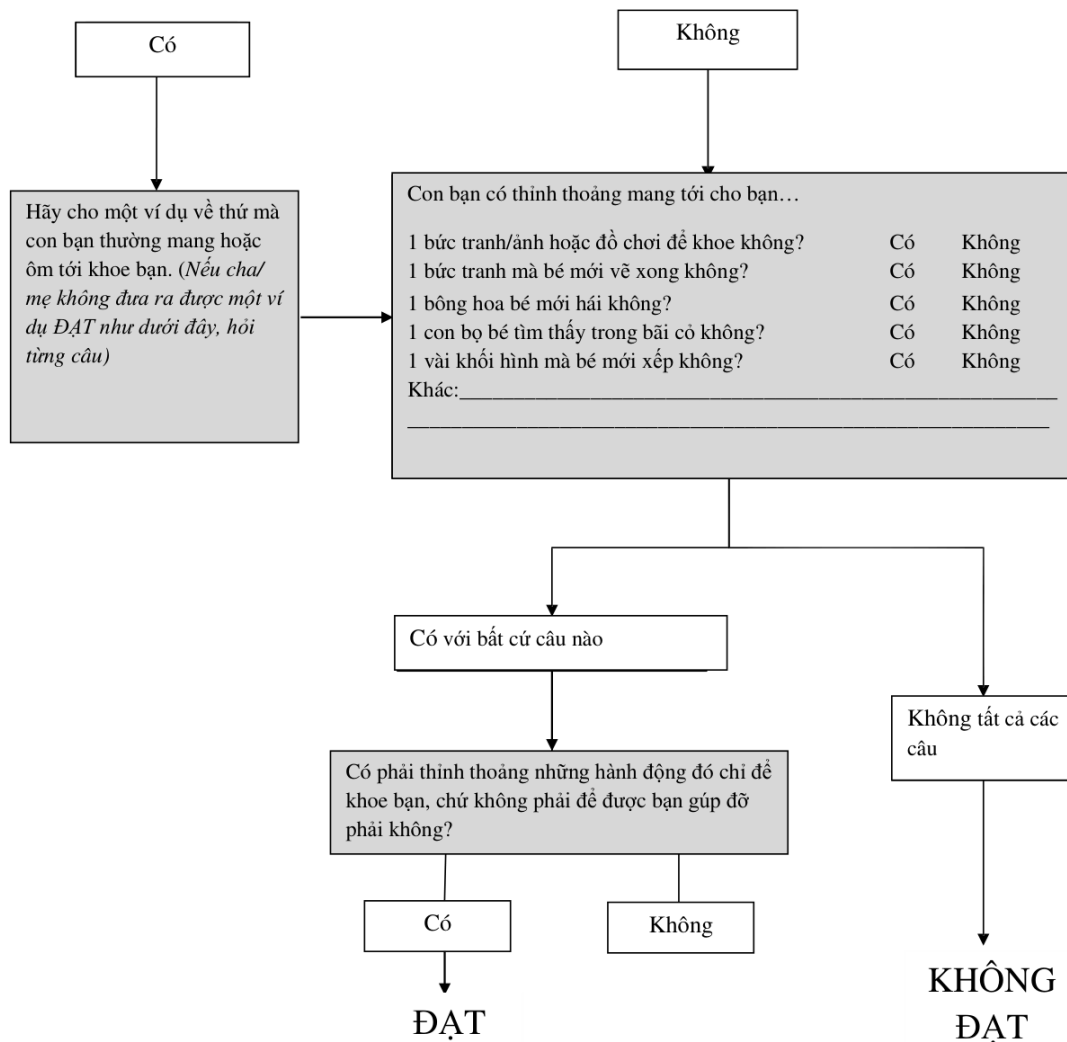 Có
Không
Hãy cho một ví dụ về thứ mà
con bạn thường mang hoặc
ôm tới khoe bạn. (Nếu cha/
mẹ không đưa ra được một ví
dụ ĐẠT như dưới đây, hỏi
từng câu)
Con bạn có thỉnh thoảng mang tới cho bạn…
1 bức tranh/ảnh hoặc đồ chơi để khoe không? Có Không
1 bức tranh mà bé mới vẽ xong không? Có Không
1 bông hoa bé mới hái không? Có Không
1 con bọ bé tìm thấy trong bãi cỏ không? Có Không
1 vài khối hình mà bé mới xếp không? Có Không
Khác:
Có với bất cứ câu nào
Không tất cả các
câu
Có phải thỉnh thoảng những hành động đó chỉ để
khoe bạn, chứ không phải để được bạn gúp đỡ
phải không?
Có
Không
ĐẠT
KHÔNG
ĐẠT